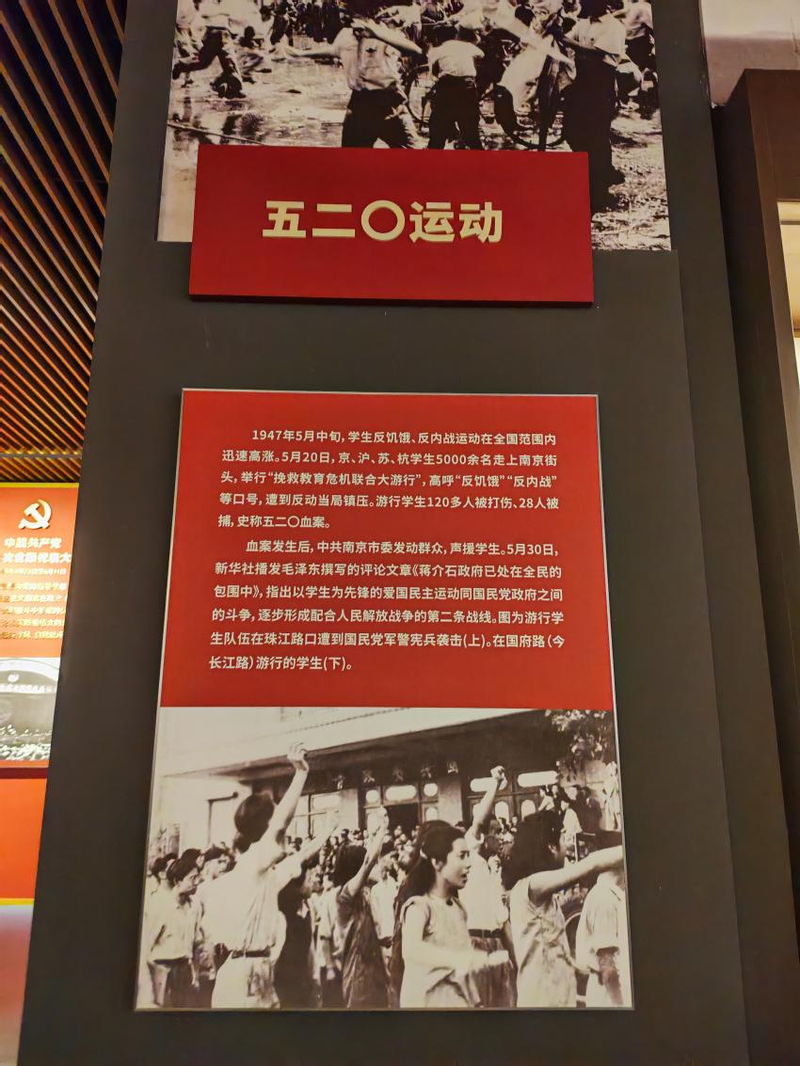 五二〇运动
1947年5月中旬,学生反饥饿、反内战运动在全国范围内
迅速高涨。5月20日,京、沪、苏、杭学生5000余名走上南京街
头,举行“挽救教育危机联合大游行”,高呼“反饥饿”“反内战”
等口号,遭到反动当局镇压。游行学生120多人被打伤、28人被
捕,史称五二〇血案。
血案发生后,中共南京市委发动群众,声援学生。5月30日,
新华社播发毛泽东撰写的评论文章《蒋介石政府已处在全民的
包围中》,指出以学生为先锋的爱国民主运动同国民党政府之间
的斗争,逐步形成配合人民解放战争的第二条战线。图为游行学
生队伍在珠江路口遭到国民党军警宪兵袭击(上)。在国府路(今
长江路)游行的学生(下)。
中国共产党